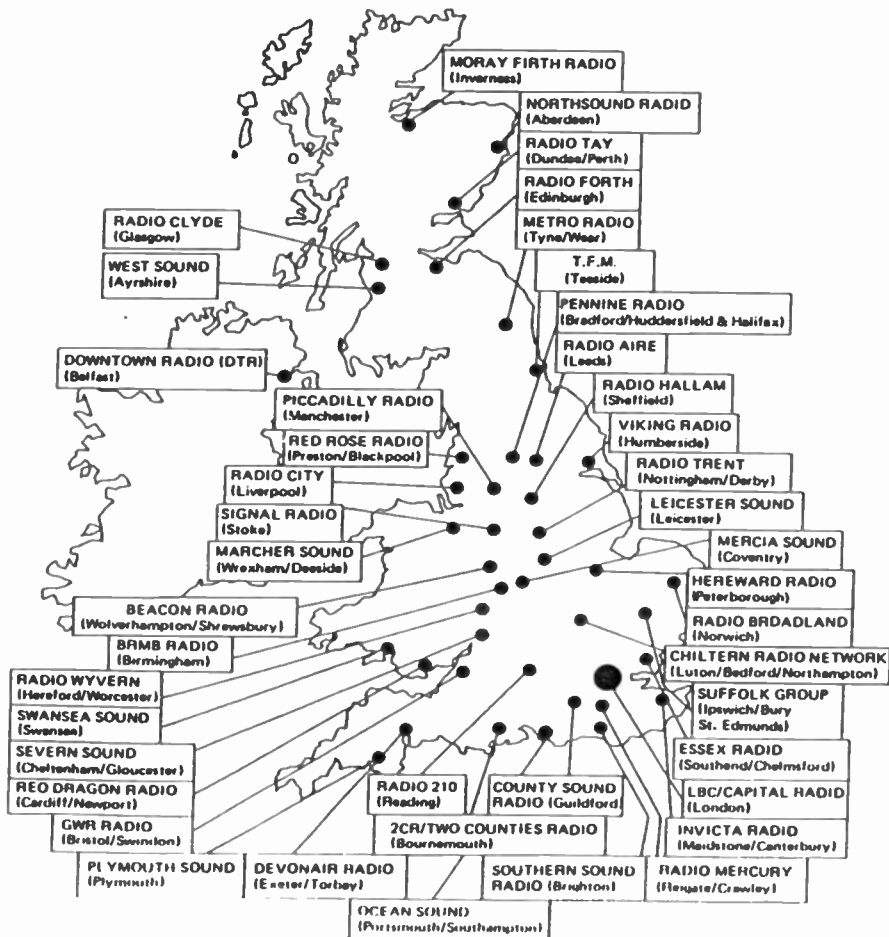 MORAY FIRTH RADIO
(Inverness)
NORTHSOUND RADID
(Aberdeen)
RADIO TAY
(Dundee/Perth)
RADIO FORTH
(Edinburgh)
METRO RADIO
(Tyne/Wear)
T.F.M.
(Teeside)
PENNINE RADIO
(Bradford/Huddersfield & Halifax)
RADIO AIRE
(Leeds)
RADIO HALLAM
(Sheffield)
VIKING RADIO
(Humberside)
RADIO TRENT
(Nottingham/Derby)
LEICESTER SOUND
(Leicester)
MERCIA SOUND
(Coventry)
HEREWARD RADIO
(Peterborough)
RADIO BRDADLAND
(Norwich)
CHILTERN RADIO NETWORK
(Luton/Bedford/Northampton)
SUFFOLK GROUP
(Ipswich/Bury
St. Edmunds)
ESSEX RADID
(Southend/Chelmsford)
LBC/CAPITAL RADID
(London)
INVICTA RADIO
(Maidstone/Canterbury)
RADIO MERCURY
(Reigate/Crawley)
RADIO CLYDE
(Glasgow)
WEST SOUND
(Ayrshire)
DOWNTOWN RADIO (DTR)
(Belfast)
PICCADILLY RADIO
(Manchester)
RED ROSE RADIO
(Preston/Blackpool)
RADIO CITY
(Liverpool)
SIGNAL RADIO
(Stoke)
MARCHER SOUND
(Wrexham/Deeside)
BEACON RADIO
(Wolverhampton/Shrewsbury)
BRMB RADIO
(Birmingham)
RADIO WYVERN
(Hereford/Worcester)
SWANSEA SOUND
(Swansea)
SEVERN SOUND
(Cheltenham/Gloucester)
REO DRAGON RADIO
(Cardiff/Newport)
GWR RADIO
(Bristol/Swindon)
PLYMOUTH SOUND
(Plymouth)
DEVONAIR RADIO
(Exeter/Torbay)
RADIO 210
(Reading)
2CR/TWO COUNTIES RADIO
(Bournemouth)
COUNTY SOUND
RADIO (Guildford)
SOUTHERN SOUND
RADIO (Brighton)
OCEAN SOUND
(Portsmouth/Southampton)